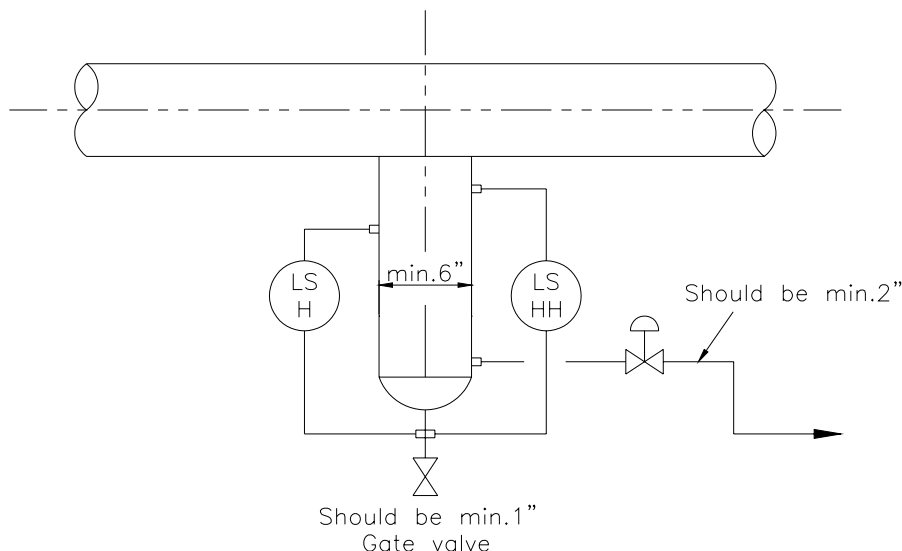 min.6”
LS
H
LS
HH
Should be min.2”
Should be min.1”
Gate valve